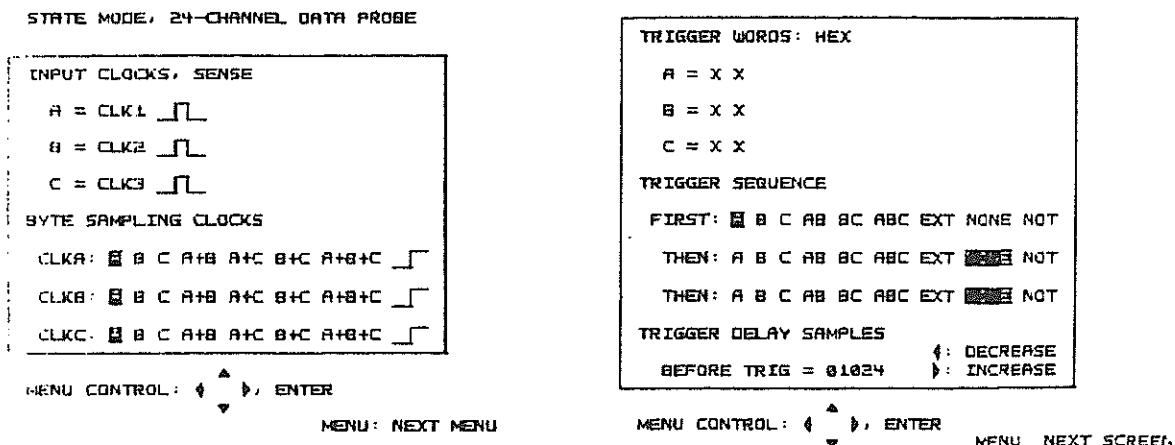 STATE MODE, 24-CHANNEL DATA PROBE
INPUT CLOCKS, SENSE
A = CLK1
B = CLK2
C = CLK3
BYTE SAMPLING CLOCKS
CLKA: A B C A+B A+C B+C A+B+C
CLKB: A B C A+B A+C B+C A+B+C
CLKC: A B C A+B A+C B+C A+B+C
MENU CONTROL: , ENTER
MENU: NEXT MENU
TRIGGER WORDS: HEX
A = X X
B = X X
C = X X
TRIGGER SEQUENCE
FIRST: A B C AB BC ABC EXT NONE NOT
THEN: A B C AB BC ABC EXT NOT
THEN: A B C AB BC ABC EXT NOT
TRIGGER DELAY SAMPLES
: DECREASE
BEFORE TRIG = 01024 : INCREASE
MENU CONTROL: , ENTER
MENU NEXT SCREEN